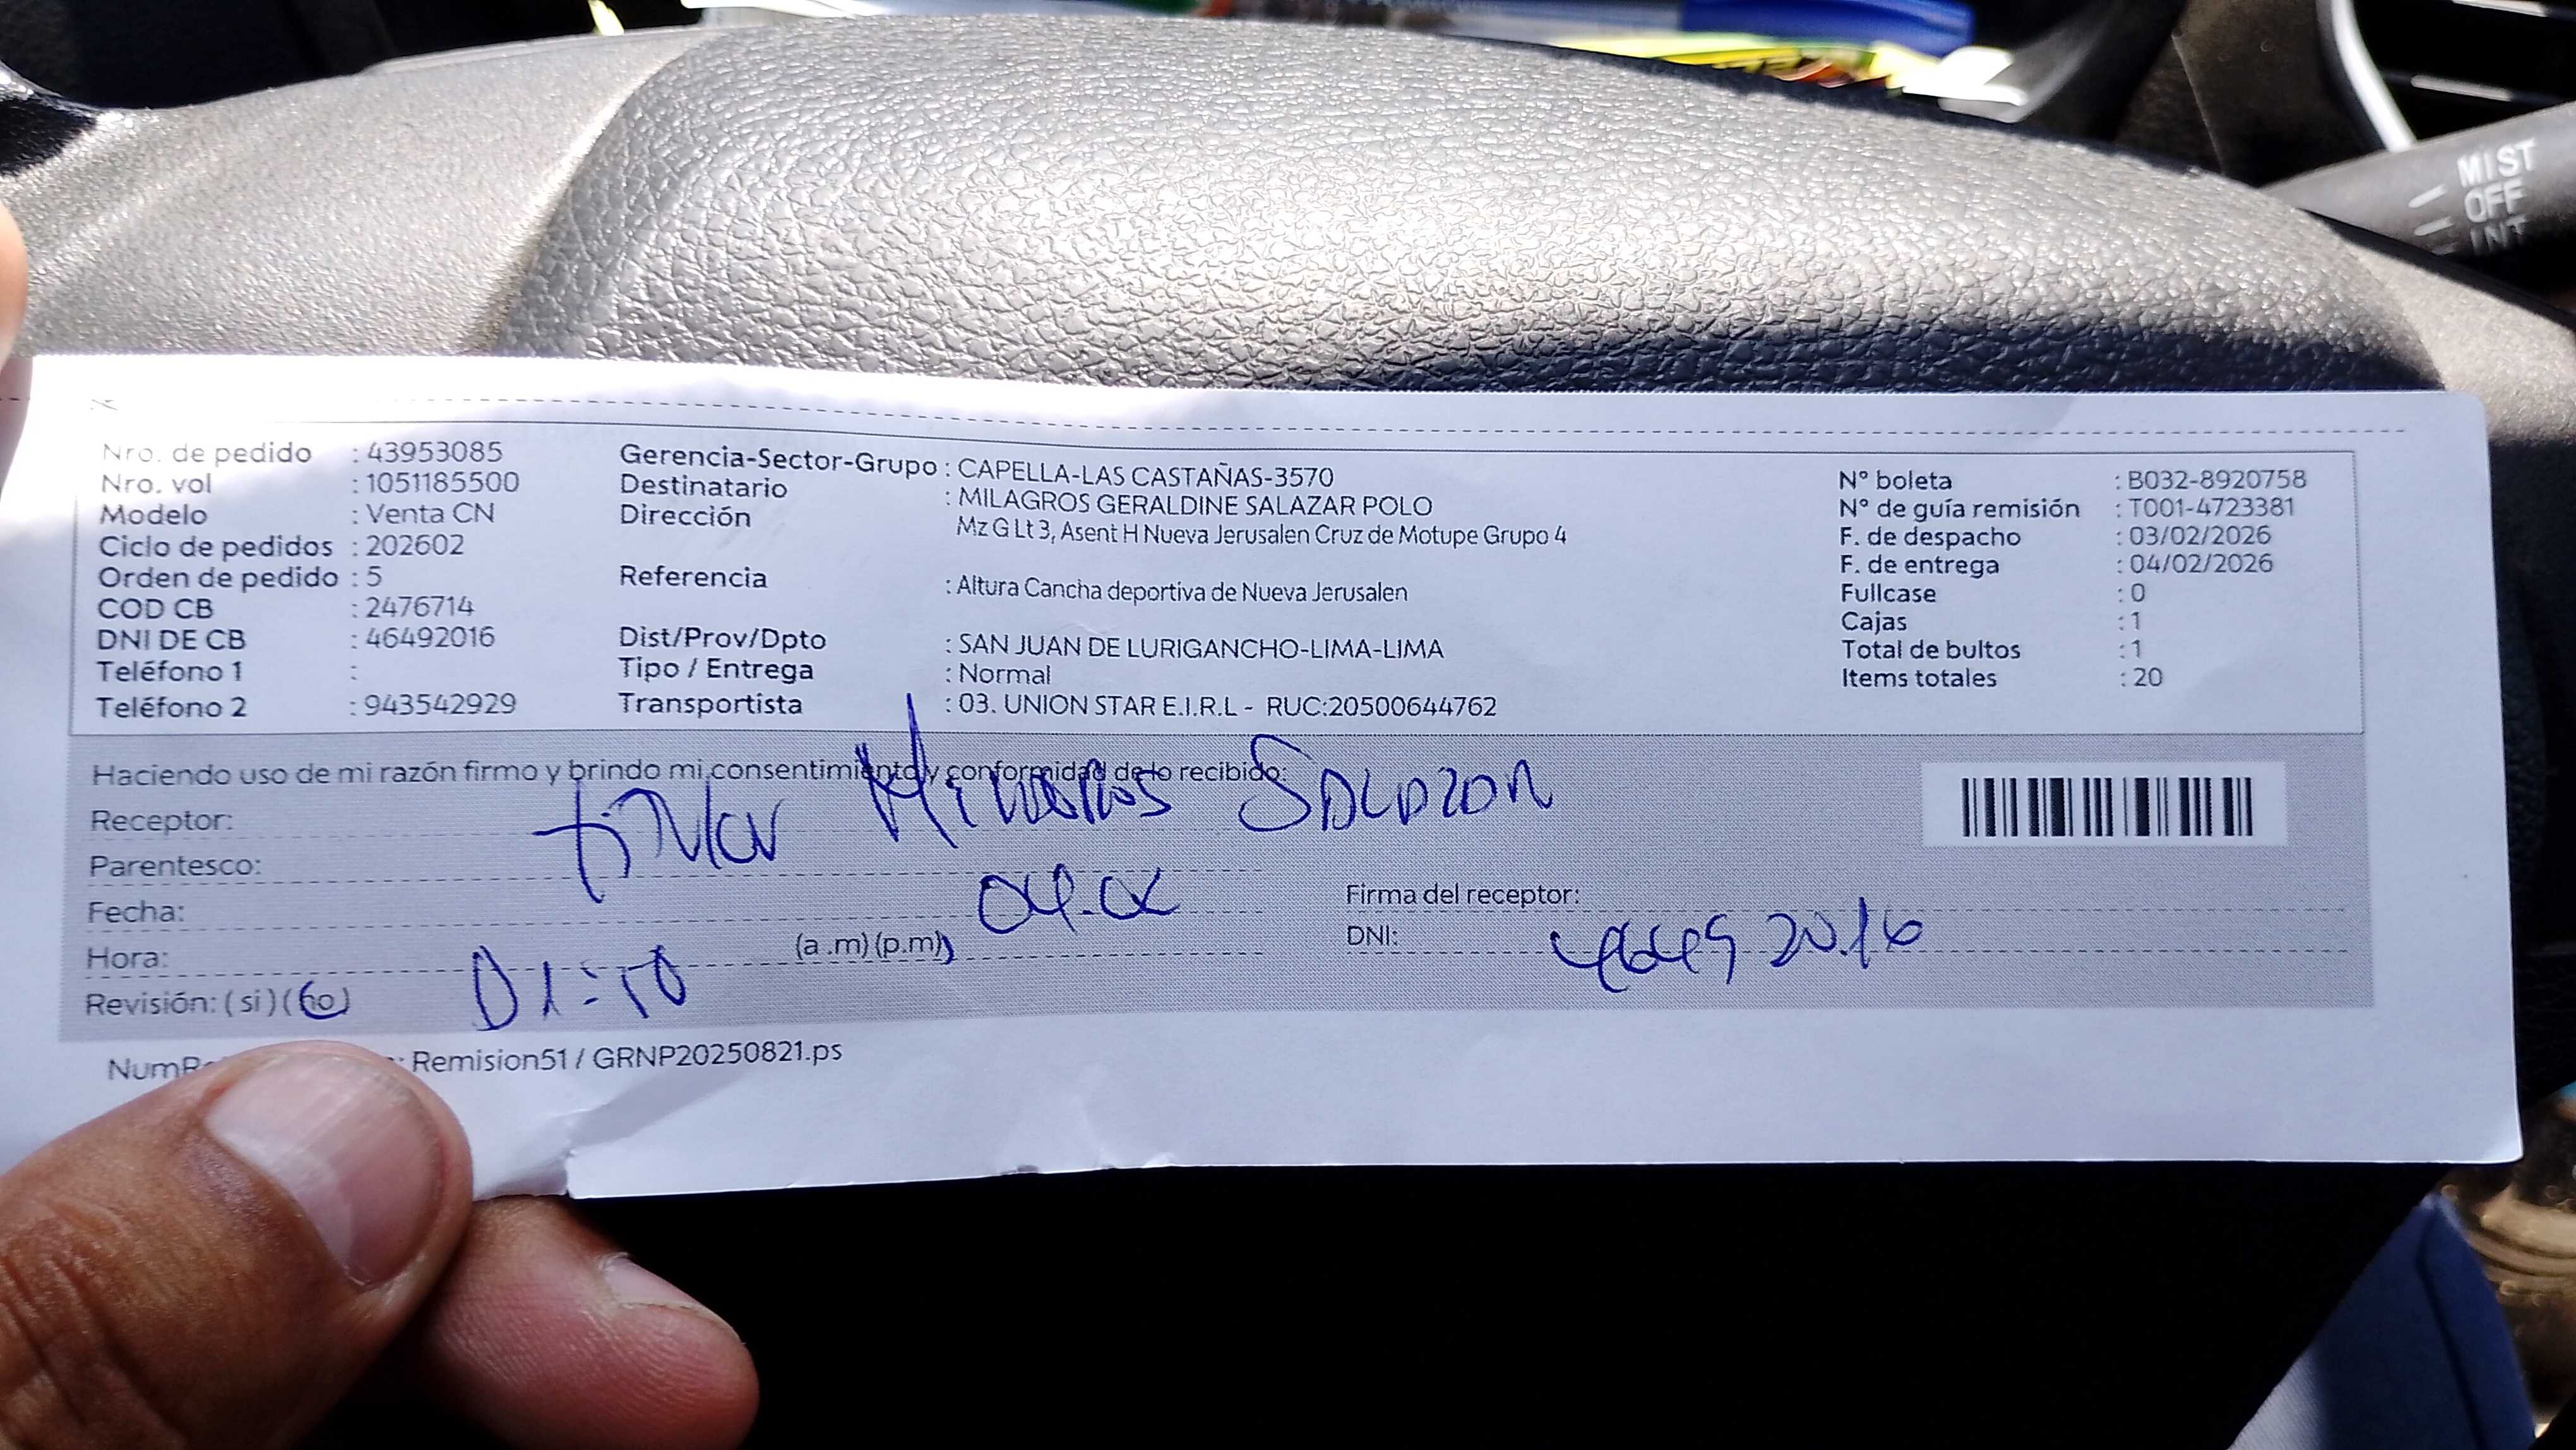 MIST
OFF
INT
Nro. de pedido : 43953085
Nro. vol : 1051185500
Modelo : Venta CN
Ciclo de pedidos : 202602
Orden de pedido : 5
COD CB : 2476714
DNI DE CB : 46492016
Teléfono 1 :
Teléfono 2 : 943542929
Gerencia-Sector-Grupo : CAPELLA-LAS CASTAÑAS-3570
Destinatario : MILAGROS GERALDINE SALAZAR POLO
Dirección Mz G Lt 3, Asent H Nueva Jerusalen Cruz de Motupe Grupo 4
Referencia : Altura Cancha deportiva de Nueva Jerusalen
Dist/Prov/Dpto : SAN JUAN DE LURIGANCHO-LIMA-LIMA
Tipo / Entrega : Normal
Transportista : 03. UNION STAR E.I.R.L - RUC:20500644762
N° boleta : B032-8920758
N° de guía remisión : T001-4723381
F. de despacho : 03/02/2026
F. de entrega : 04/02/2026
Fullcase : 0
Cajas : 1
Total de bultos : 1
Items totales : 20
Haciendo uso de mi razón firmo y brindo mi consentimiento y conformidad de lo recibido:
Receptor: Milagros Salazar
Parentesco: titular
Fecha: 04.02
Hora: (a .m) (p.m)
01:10
Revisión: (si) (no)
Firma del receptor:
DNI: 46492016
Remision51 / GRNP20250821.ps